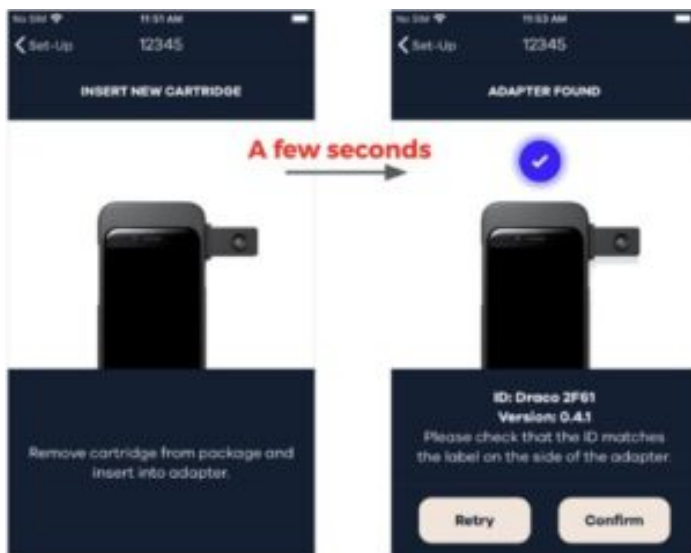 No SIM 11:51 AM
Set-Up 12345
INSERT NEW CARTRIDGE
Remove cartridge from package and
insert into adapter.
A few seconds
No SIM 11:53 AM
Set-Up 12345
ADAPTER FOUND
ID: Draco 2F61
Version: 0.4.1
Please check that the ID matches
the label on the side of the adapter.
Retry Confirm